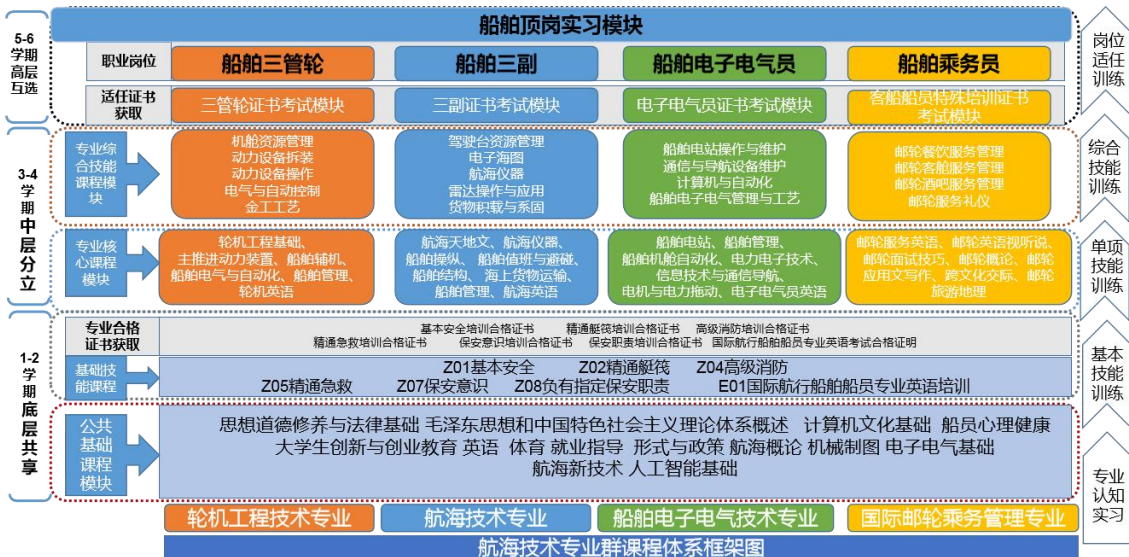 船舶顶岗实习模块
5-6
学期
高层
互选
职业岗位
船舶三管轮
船舶三副
船舶电子电气员
船舶乘务员
适任证书
获取
三管轮证书考试模块
三副证书考试模块
电子电气员证书考试模块
客船船员特殊培训证书
考试模块
岗位
适任
训练
3-4
学期中层分立
专业综
合技能
课程模
块
机舱资源管理
动力设备拆装
动力设备操作
电气与自动控制
金工工艺
驾驶台资源管理
电子海图
航海仪器
雷达操作与应用
货物积载与系固
船舶电站操作与维护
通信与导航设备维护
计算机与自动化
船舶电子电气管理与工艺
邮轮餐饮服务管理
邮轮客舱服务管理
邮轮酒吧服务管理
邮轮服务礼仪
综合
技能
训练
专业核
心课程
模块
轮机工程基础、
主推进动力装置、船舶辅机、
船舶电气与自动化、船舶管理、
轮机英语
航海天地文、航海仪器、
船舶操纵、船舶值班与避碰、
船舶结构、海上货物运输、
船舶管理、航海英语
船舶电站、船舶管理、
船舶机舱自动化、电力电子技术、
信息技术与通信导航、
电机与电力拖动、电子电气员英语
邮轮服务英语、邮轮英语视听说、
邮轮面试技巧、邮轮概论、邮轮
应用文写作、跨文化交际、邮轮
旅游地理
单项
技能
训练
1-2
学期底层共享
专业合格
证书获取
基本安全培训合格证书 精通艇筏培训合格证书 高级消防培训合格证书
精通急救培训合格证书 保安意识培训合格证书 保安职责培训合格证书 国际航行船舶船员专业英语考试合格证明
基础技
能课程
Z01基本安全 Z02精通艇筏 Z04高级消防
Z05精通急救 Z07保安意识 Z08负有指定保安职责 E01国际航行船舶船员专业英语培训
基本
技能
训练
公共
基础
课程
模块
思想道德修养与法律基础 毛泽东思想和中国特色社会主义理论体系概述 计算机文化基础 船员心理健康
大学生创新与创业教育 英语 体育 就业指导 形式与政策 航海概论 机械制图 电子电气基础
航海新技术 人工智能基础
专业
认知
实习
轮机工程技术专业
航海技术专业
船舶电子电气技术专业
国际邮轮乘务管理专业
航海技术专业群课程体系框架图